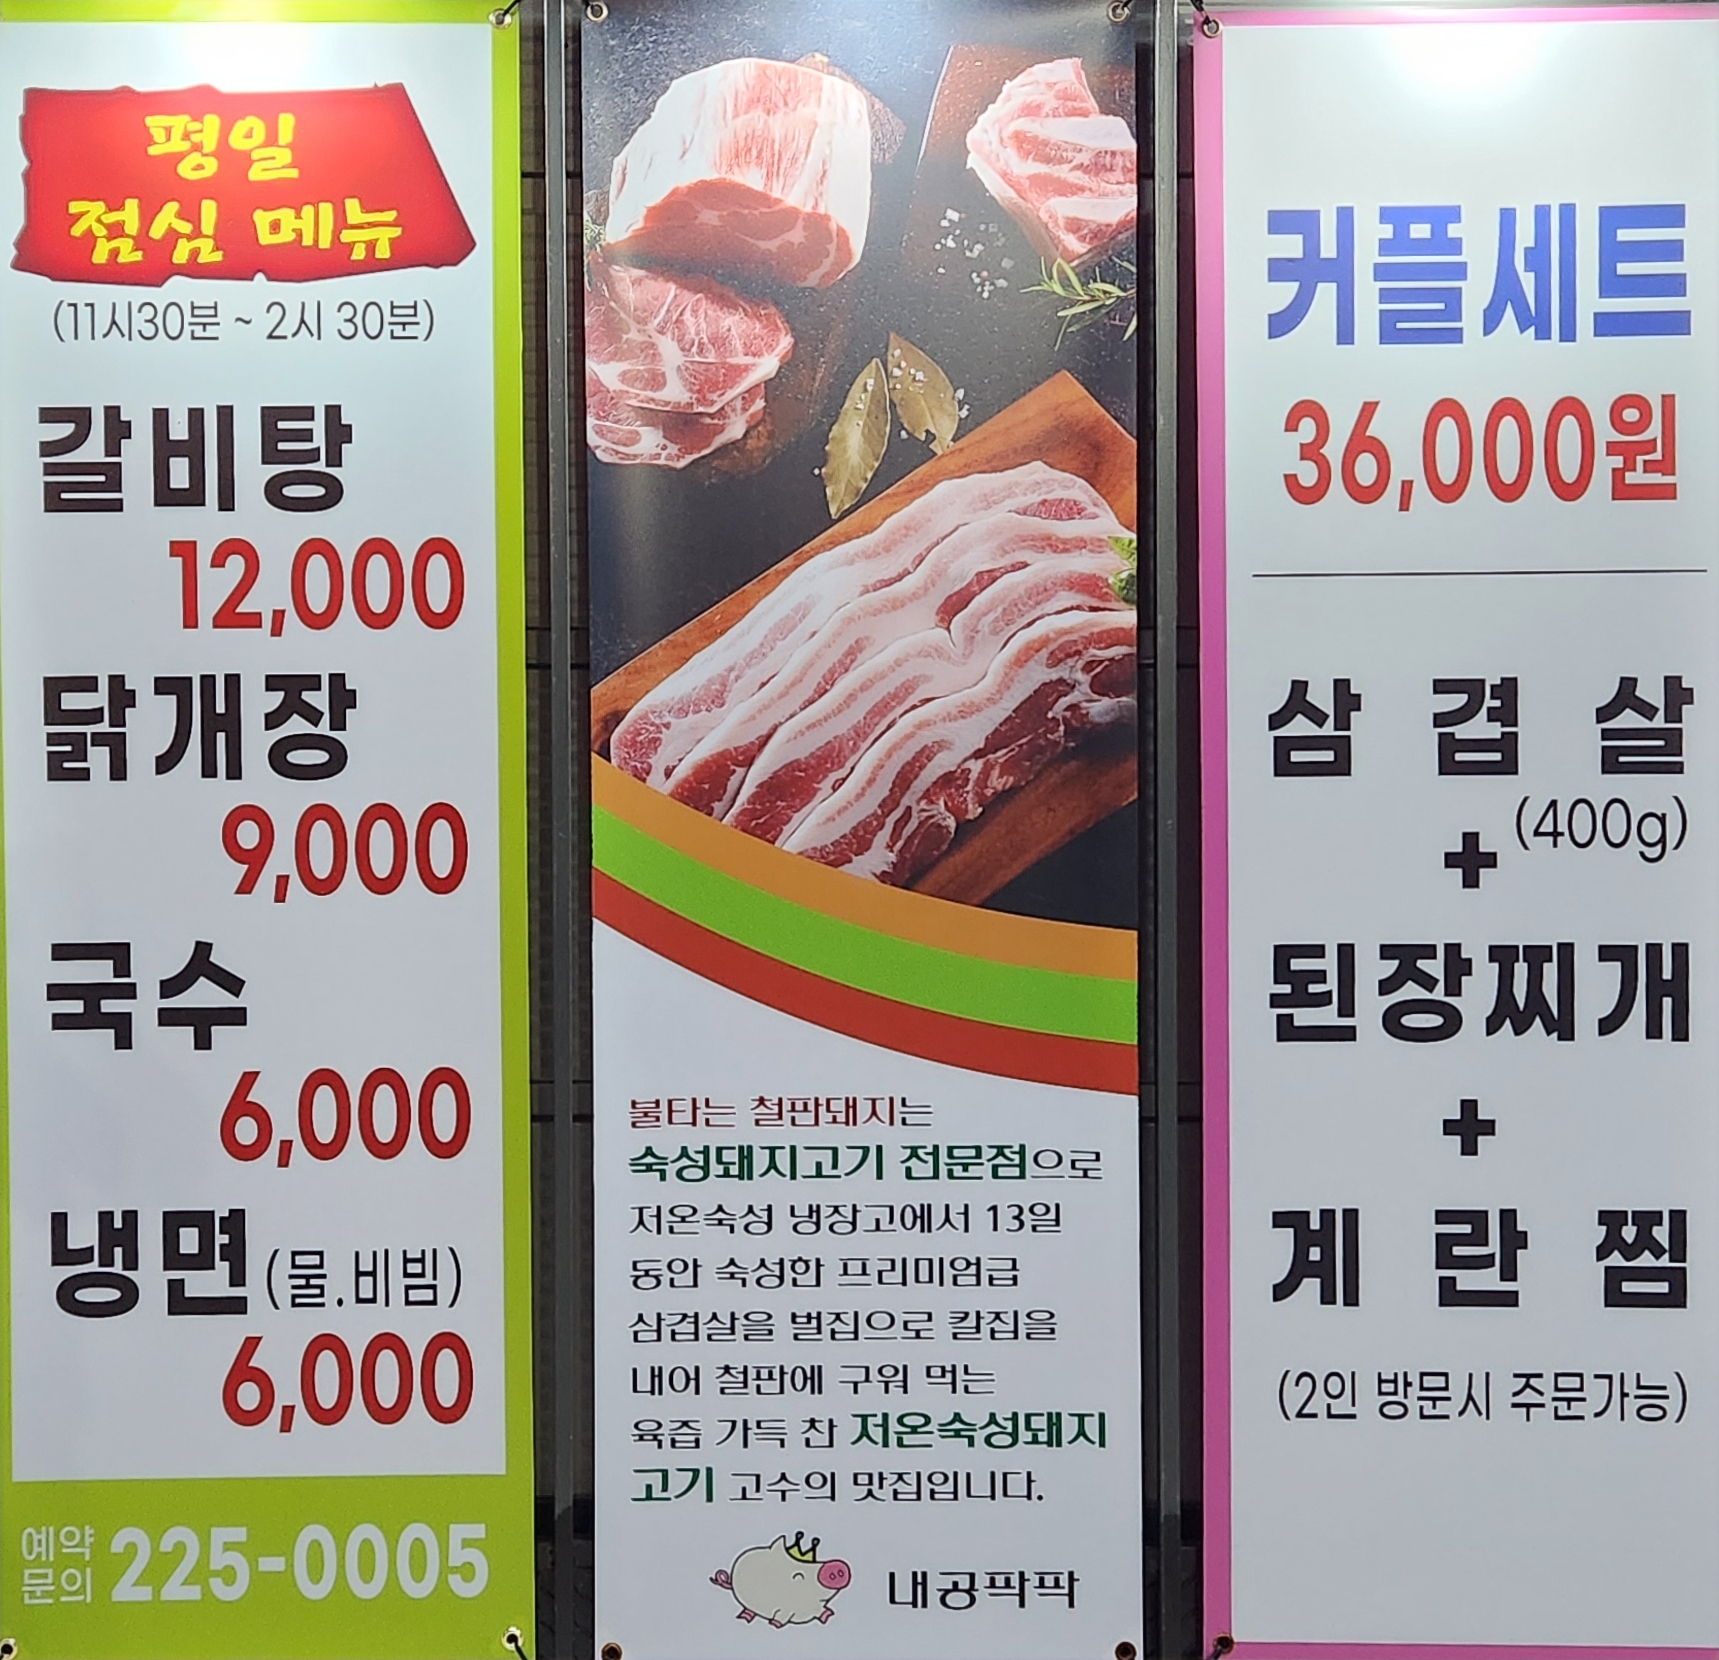 평일
점심 메뉴
(11시30분 ~ 2시 30분)
갈비탕
12,000
닭개장
9,000
국수
6,000
냉면(물.비빔)
6,000
예약
문의 225-0005
불타는 철판돼지는
숙성돼지고기 전문점으로
저온숙성 냉장고에서 13일
동안 숙성한 프리미엄급
삼겹살을 벌집으로 칼집을
내어 철판에 구워 먹는
육즙 가득 찬 저온숙성돼지
고기 고수의 맛집입니다.
내공팍팍
커플세트
36,000원
삼 겹 살
(400g)
+
된장찌개
+
계 란 찜
(2인 방문시 주문가능)